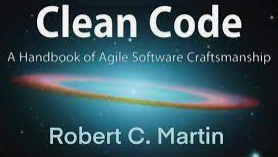 Clean Code
A Handbook of Agile Software Craftsmanship
Robert C. Martin